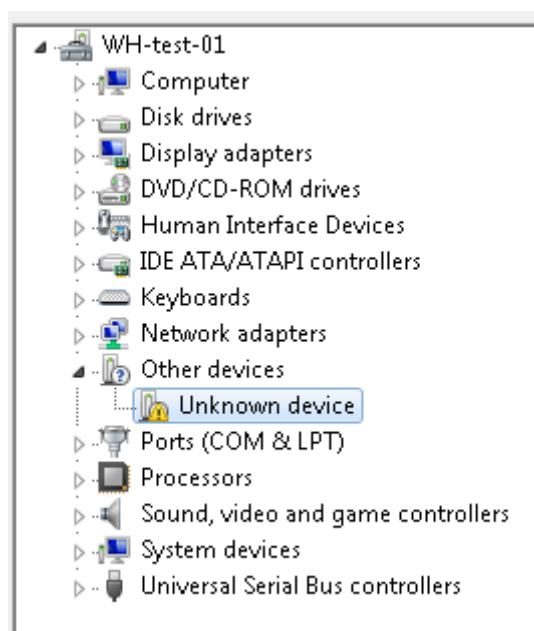 WH-test-01
Computer
Disk drives
Display adapters
DVD/CD-ROM drives
Human Interface Devices
IDE ATA/ATAPI controllers
Keyboards
Network adapters
Other devices
Unknown device
Ports (COM & LPT)
Processors
Sound, video and game controllers
System devices
Universal Serial Bus controllers